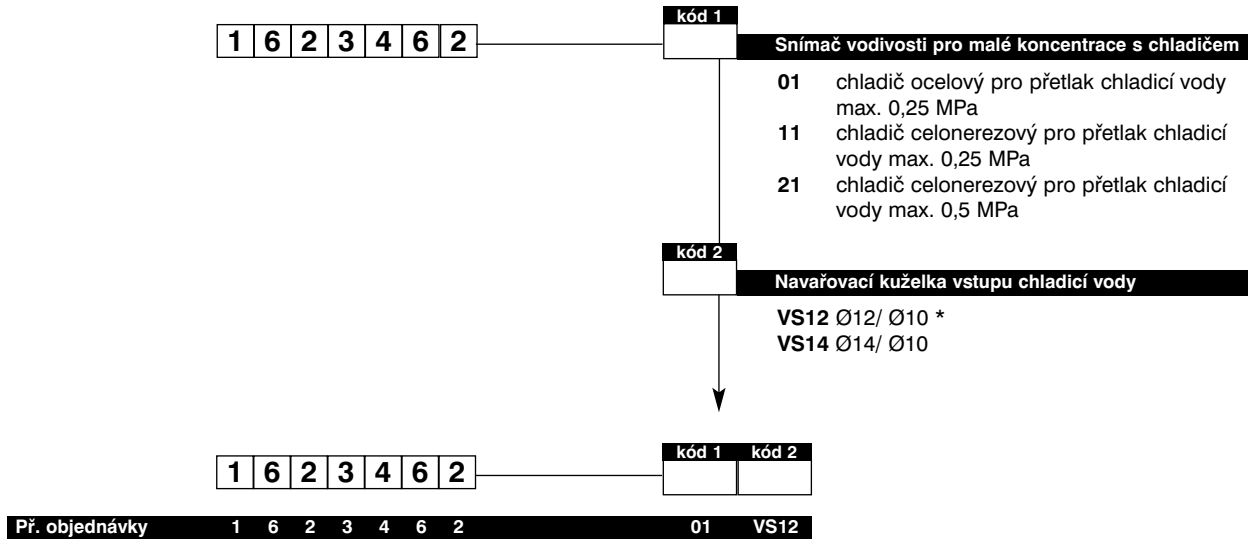 kód 1
1 6 2 3 4 6 2
Snímač vodivosti pro malé koncentrace s chladičem
01 chladič ocelový pro přetlak chladicí vody
max. 0,25 MPa
11 chladič celonerezový pro přetlak chladicí
vody max. 0,25 MPa
21 chladič celonerezový pro přetlak chladicí
vody max. 0,5 MPa
kód 2
Navařovací kuželka vstupu chladicí vody
VS12 Ø12/ Ø10 *
VS14 Ø14/ Ø10
kód 1 kód 2
1 6 2 3 4 6 2
Př. objednávky 1 6 2 3 4 6 2 01 VS12